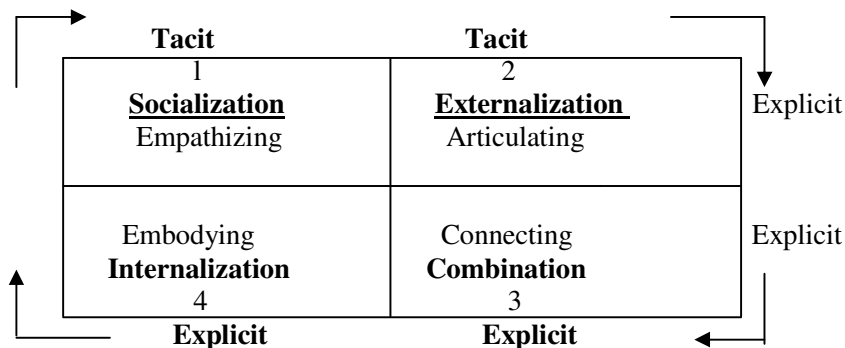 Tacit Tacit
1 2
Socialization Externalization Explicit
Empathizing Articulating
Embodying Connecting Explicit
Internalization Combination
4 3
Explicit Explicit